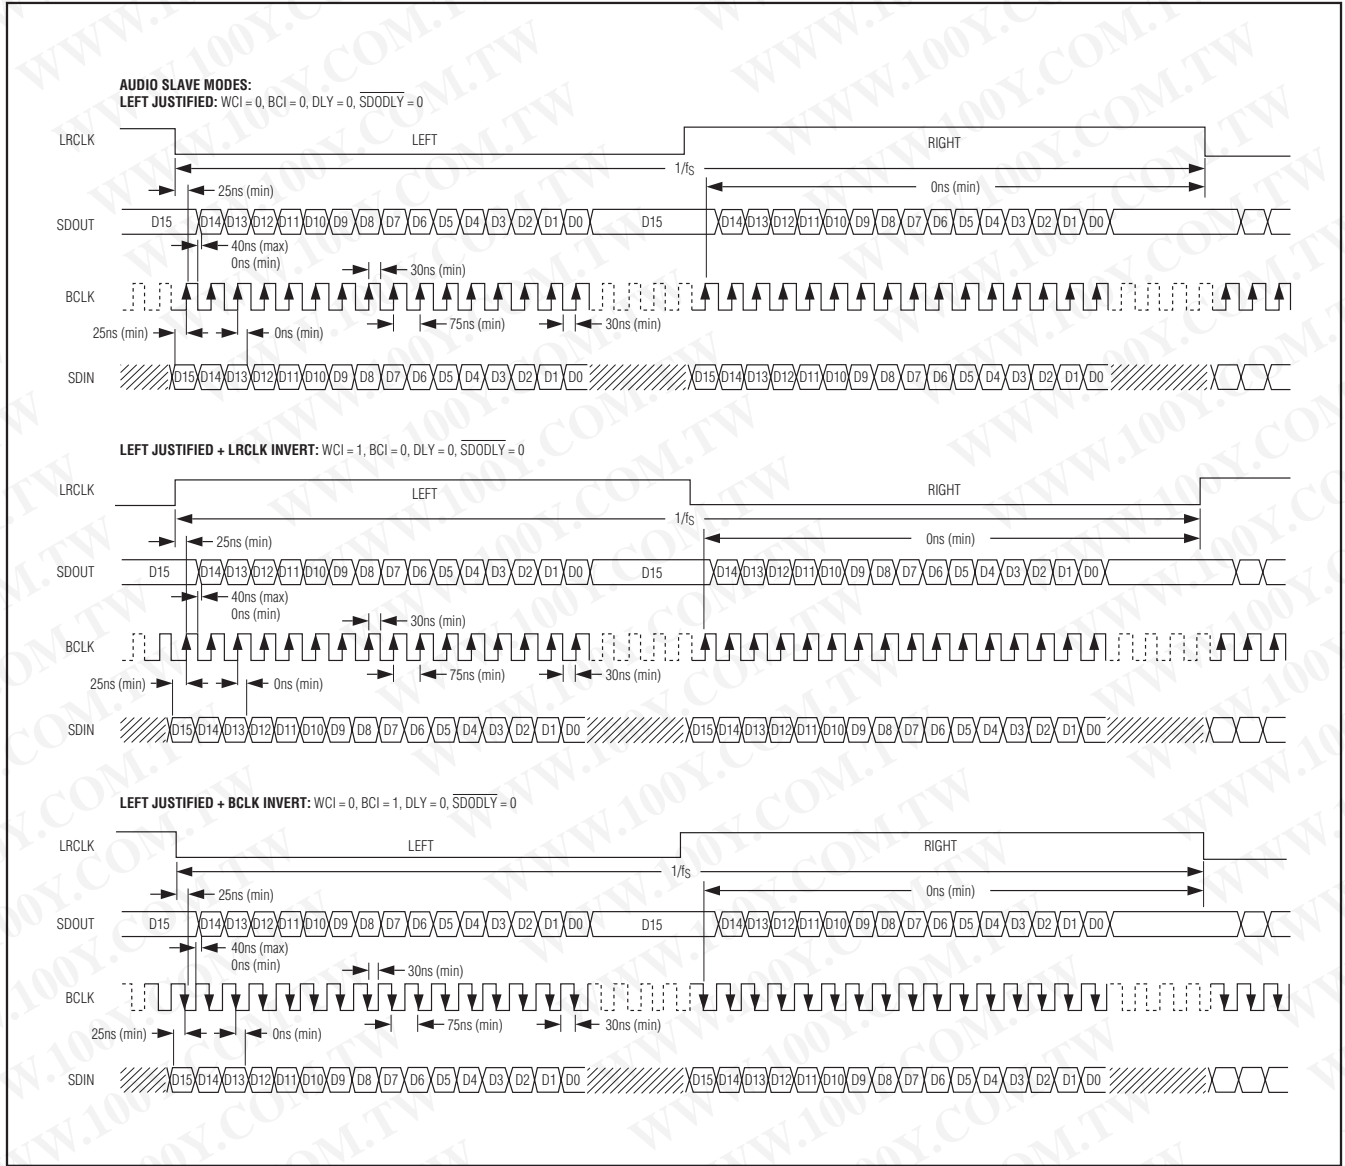 AUDIO SLAVE MODES:
LEFT JUSTIFIED: WCI = 0, BCI = 0, DLY = 0, SDODLY = 0
LRCLK LEFT RIGHT
1/fS
25ns (min) 0ns (min)
SDOUT D15 D14 D13 D12 D11 D10 D9 D8 D7 D6 D5 D4 D3 D2 D1 D0 D15 D14 D13 D12 D11 D10 D9 D8 D7 D6 D5 D4 D3 D2 D1 D0
40ns (max)
0ns (min) 30ns (min)
BCLK
25ns (min) 0ns (min) 75ns (min) 30ns (min)
SDIN D15 D14 D13 D12 D11 D10 D9 D8 D7 D6 D5 D4 D3 D2 D1 D0 D15 D14 D13 D12 D11 D10 D9 D8 D7 D6 D5 D4 D3 D2 D1 D0
LEFT JUSTIFIED + LRCLK INVERT: WCI = 1, BCI = 0, DLY = 0, SDODLY = 0
LRCLK LEFT RIGHT
1/fS
25ns (min) 0ns (min)
SDOUT D15 D14 D13 D12 D11 D10 D9 D8 D7 D6 D5 D4 D3 D2 D1 D0 D15 D14 D13 D12 D11 D10 D9 D8 D7 D6 D5 D4 D3 D2 D1 D0
40ns (max)
0ns (min) 30ns (min)
BCLK
25ns (min) 0ns (min) 75ns (min) 30ns (min)
SDIN D15 D14 D13 D12 D11 D10 D9 D8 D7 D6 D5 D4 D3 D2 D1 D0 D15 D14 D13 D12 D11 D10 D9 D8 D7 D6 D5 D4 D3 D2 D1 D0
LEFT JUSTIFIED + BCLK INVERT: WCI = 0, BCI = 1, DLY = 0, SDODLY = 0
LRCLK LEFT RIGHT
1/fS
25ns (min) 0ns (min)
SDOUT D15 D14 D13 D12 D11 D10 D9 D8 D7 D6 D5 D4 D3 D2 D1 D0 D15 D14 D13 D12 D11 D10 D9 D8 D7 D6 D5 D4 D3 D2 D1 D0
40ns (max)
0ns (min) 30ns (min)
BCLK
25ns (min) 0ns (min) 75ns (min) 30ns (min)
SDIN D15 D14 D13 D12 D11 D10 D9 D8 D7 D6 D5 D4 D3 D2 D1 D0 D15 D14 D13 D12 D11 D10 D9 D8 D7 D6 D5 D4 D3 D2 D1 D0
WWW.100Y.COM.TW